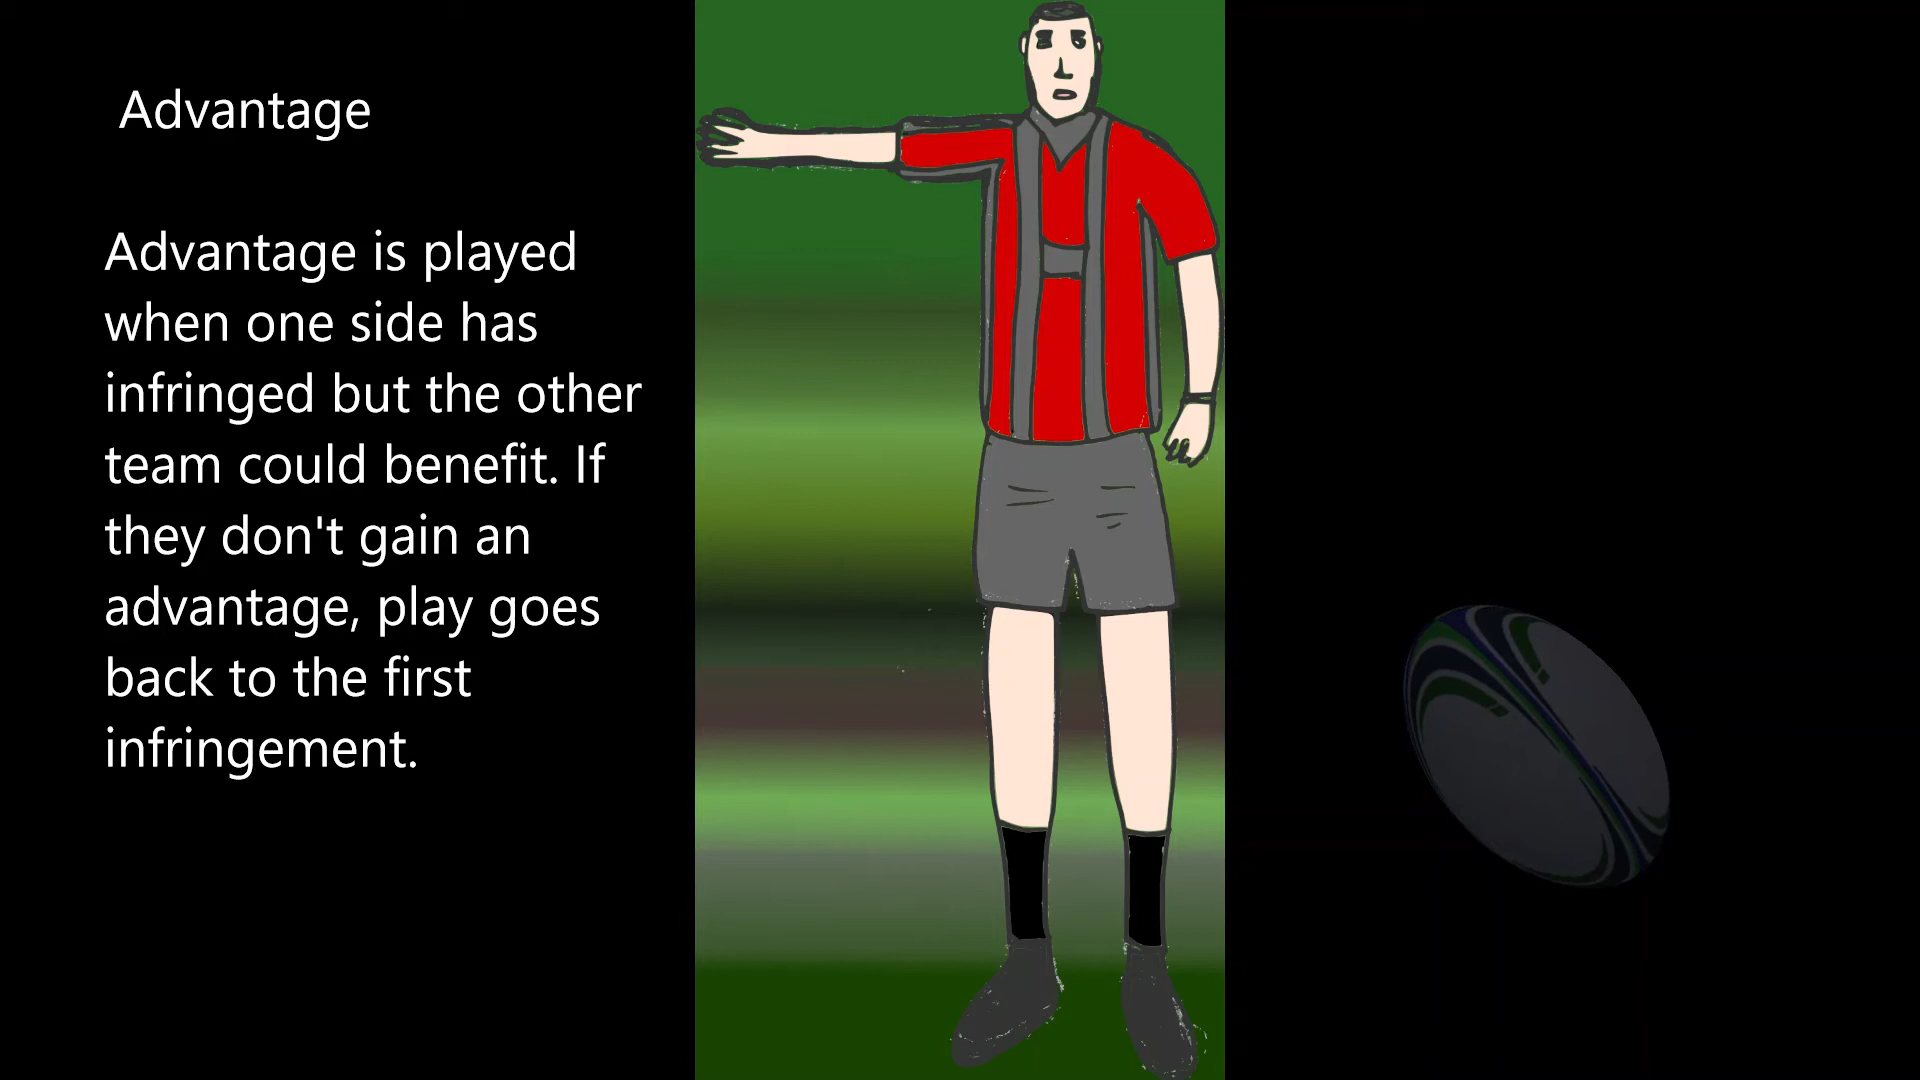 Advantage
Advantage is played
when one side has
infringed but the other
team could benefit. If
they don't gain an
advantage, play goes
back to the first
infringement.